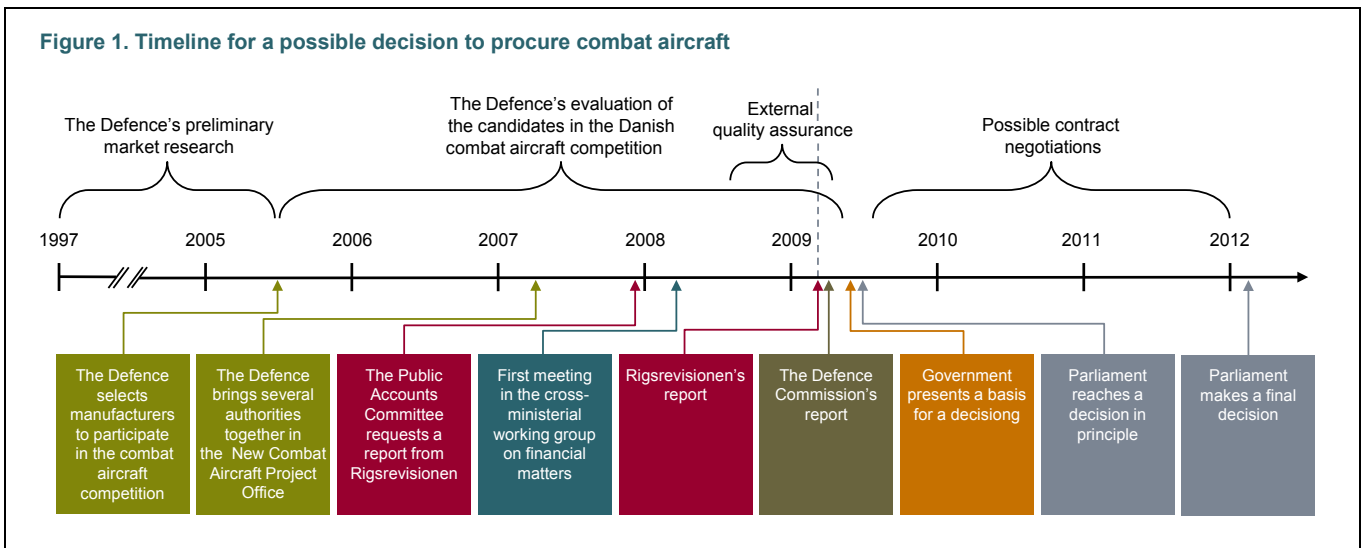 Figure 1. Timeline for a possible decision to procure combat aircraft
The Defence's preliminary
market research
The Defence's evaluation of
the candidates in the Danish
combat aircraft competition
External
quality assurance
Possible contract
negotiations
1997
2005
2006
2007
2008
2009
2010
2011
2012
The Defence
selects
manufacturers
to participate
in the combat
aircraft
competition
The Defence
brings several
authorities
together in
the New Combat
Aircraft Project
Office
The Public
Accounts
Committee
requests a
report from
Rigsrevisionen
First meeting
in the cross-
ministerial
working group
on financial
matters
Rigsrevisionen's
report
The Defence
Commission's
report
Government
presents a basis
for a decisiong
Parliament
reaches a
decision in
principle
Parliament
makes a final
decision